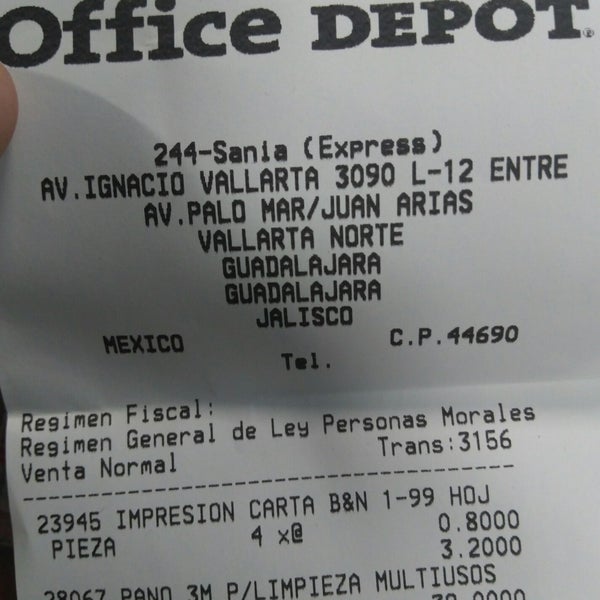 Office DEPOT®
244-Sania (Express)
AV.IGNACIO VALLARTA 3090 L-12 ENTRE
AV.PALO MAR/JUAN ARIAS
VALLARTA NORTE
GUADALAJARA
GUADALAJARA
JALISCO
MEXICO C.P.44690
Tel.
Regimen Fiscal:
Regimen General de Ley Personas Morales
Venta Normal Trans:3156
23945 IMPRESION CARTA B&N 1-99 HOJ
PIEZA 4 x@ 0.8000
3.2000
28067 PANO 3M P/LIMPIEZA MULTIUSOS